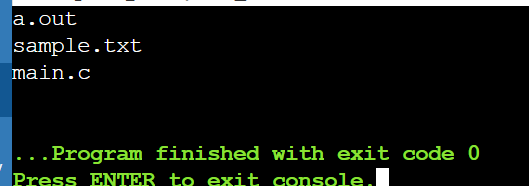 a.out
sample.txt
main.c
...Program finished with exit code 0
Press ENTER to exit console.